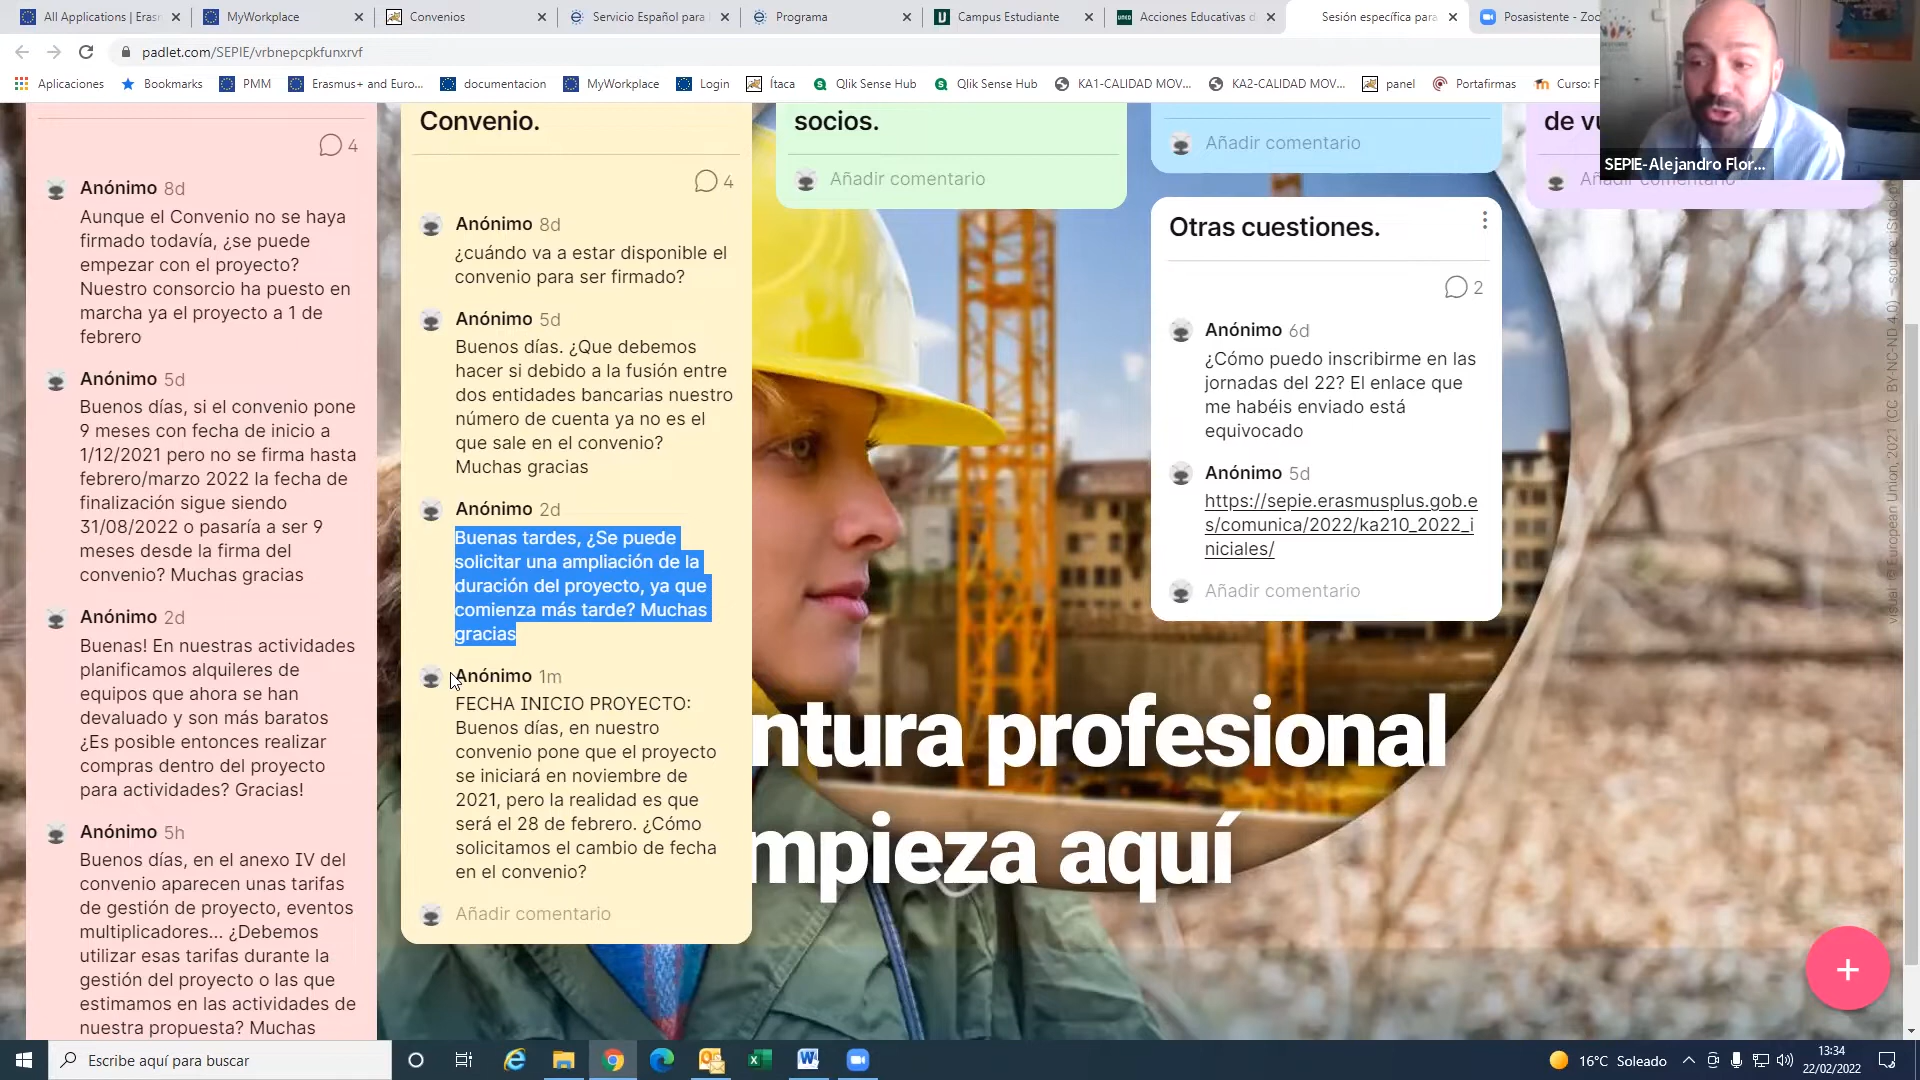 All Applications | Eras
MyWorkplace
Convenios
Servicio Español para
Programa
Campus Estudiante
Acciones Educativas d
Sesión específica para
Posasistente - Zoo
padlet.com/SEPIE/vrbnepcpkfunxrvf
Aplicaciones
Bookmarks
PMM
Erasmus+ and Euro...
documentacion
MyWorkplace
Login
Ítaca
Qlik Sense Hub
Qlik Sense Hub
KA1-CALIDAD MOV...
KA2-CALIDAD MOV...
panel
Portafirmas
Curso: F
SEPIE-Alejandro Flor...
4
Anónimo 8d
Aunque el Convenio no se haya
firmado todavía, ¿se puede
empezar con el proyecto?
Nuestro consorcio ha puesto en
marcha ya el proyecto a 1 de
febrero
Anónimo 5d
Buenos días, si el convenio pone
9 meses con fecha de inicio a
1/12/2021 pero no se firma hasta
febrero/marzo 2022 la fecha de
finalización sigue siendo
31/08/2022 o pasaría a ser 9
meses desde la firma del
convenio? Muchas gracias
Anónimo 2d
Buenas! En nuestras actividades
planificamos alquileres de
equipos que ahora se han
devaluado y son más baratos
¿Es posible entonces realizar
compras dentro del proyecto
para actividades? Gracias!
Anónimo 5h
Buenos días, en el anexo IV del
convenio aparecen unas tarifas
de gestión de proyecto, eventos
multiplicadores... ¿Debemos
utilizar esas tarifas durante la
gestión del proyecto o las que
estimamos en las actividades de
nuestra propuesta? Muchas
Convenio.
4
Anónimo 8d
¿cuándo va a estar disponible el
convenio para ser firmado?
Anónimo 5d
Buenos días. ¿Que debemos
hacer si debido a la fusión entre
dos entidades bancarias nuestro
número de cuenta ya no es el
que sale en el convenio?
Muchas gracias
Anónimo 2d
Buenas tardes, ¿Se puede
solicitar una ampliación de la
duración del proyecto, ya que
comienza más tarde? Muchas
gracias
Anónimo 1m
FECHA INICIO PROYECTO:
Buenos días, en nuestro
convenio pone que el proyecto
se iniciará en noviembre de
2021, pero la realidad es que
será el 28 de febrero. ¿Cómo
solicitamos el cambio de fecha
en el convenio?
Añadir comentario
socios.
Añadir comentario
Añadir comentario
Otras cuestiones.
2
Anónimo 6d
¿Cómo puedo inscribirme en las
jornadas del 22? El enlace que
me habéis enviado está
equivocado
Anónimo 5d
https://sepie.erasmusplus.gob.e
s/comunica/2022/ka210_2022_i
niciales/
Añadir comentario
de vu
Añadir comentario
ntura profesional
mpieza aquí
visual © European Union, 2021 (CC BY-NC-ND 4.0) – source: iStock
Escribe aquí para buscar
16°C Soleado
13:34
22/02/2022